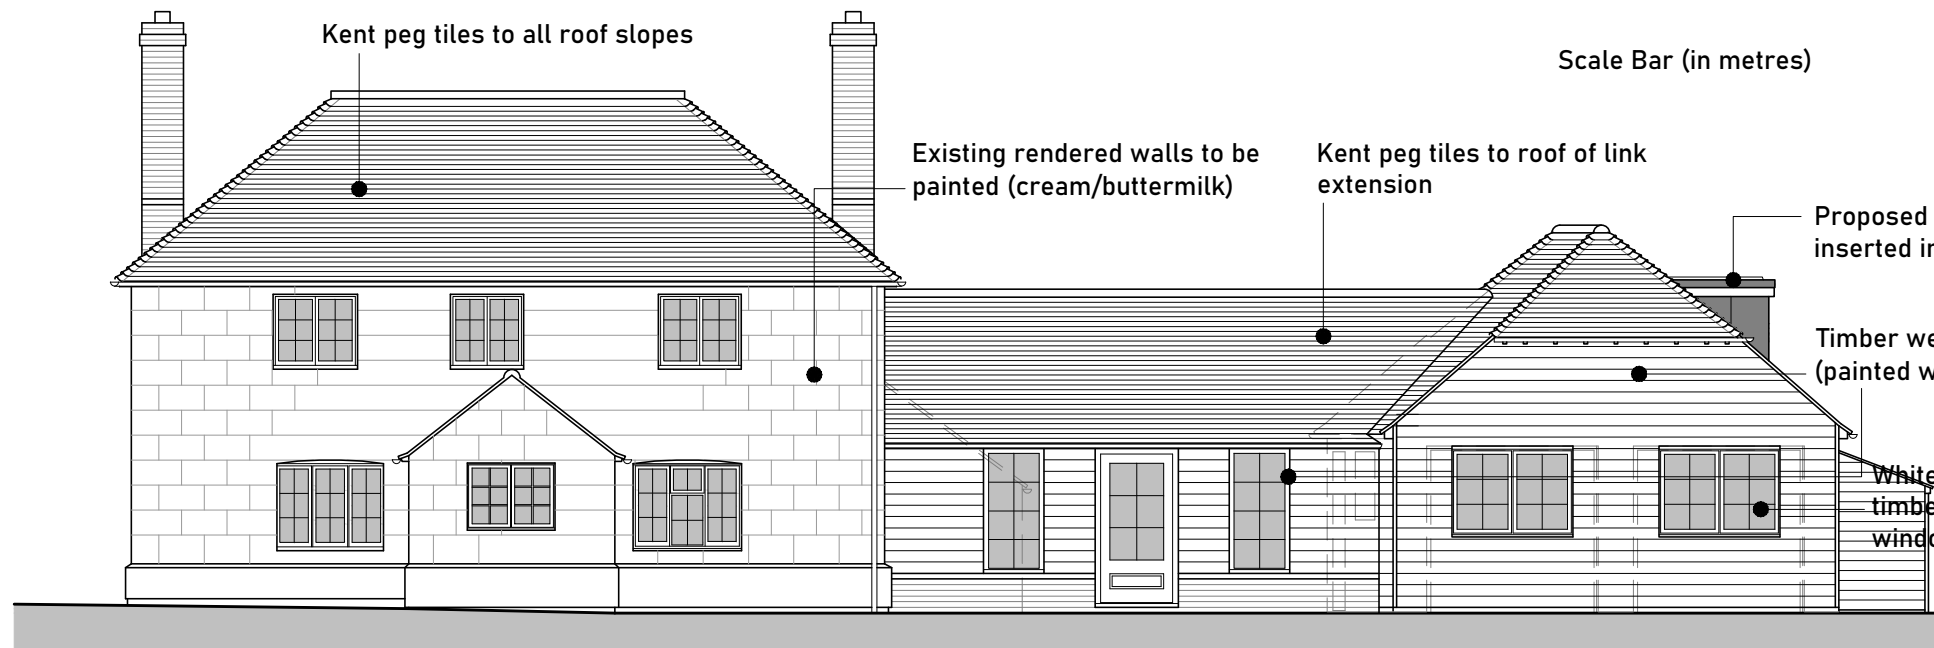 Kent peg tiles to all roof slopes
Scale Bar (in metres)
Existing rendered walls to be
painted (cream/buttermilk)
Kent peg tiles to roof of link
extension
Proposed
inserted
Timber
(painted
White